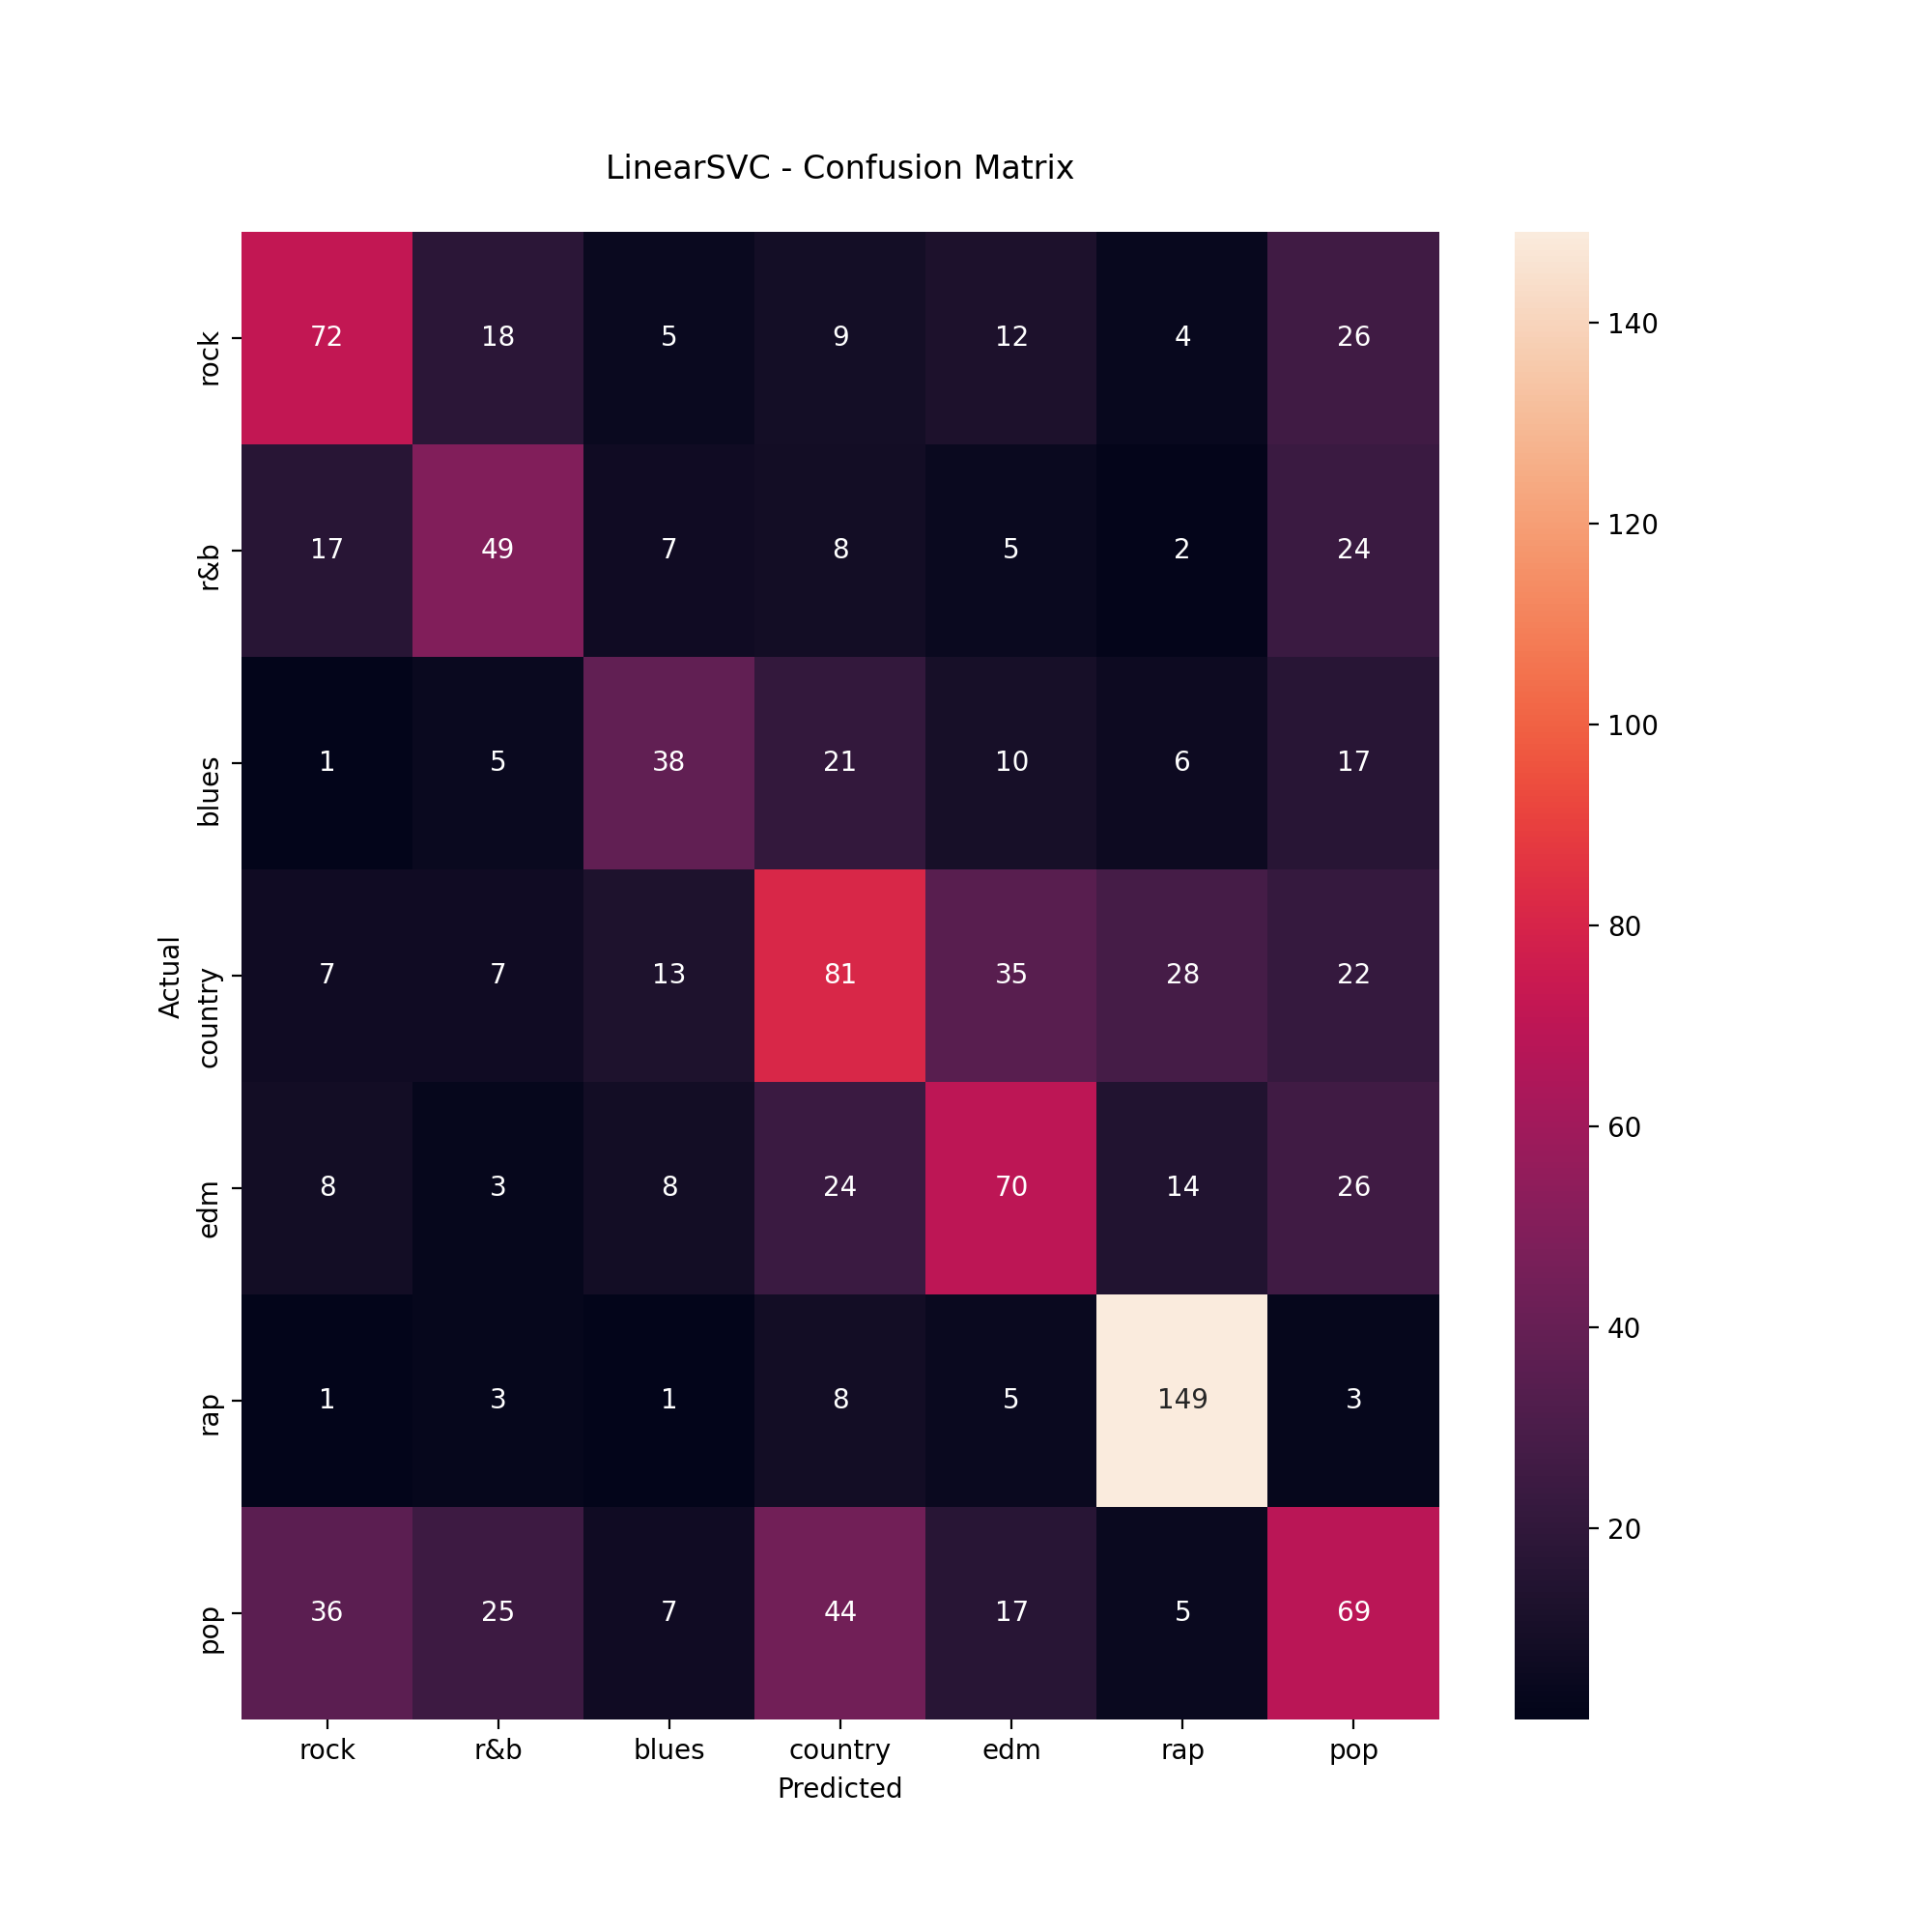 LinearSVC - Confusion Matrix
rock 72 18 5 9 12 4 26
r&b 17 49 7 8 5 2 24
blues 1 5 38 21 10 6 17
country 7 7 13 81 35 28 22
edm 8 3 8 24 70 14 26
rap 1 3 1 8 5 149 3
pop 36 25 7 44 17 5 69
rock r&b blues country edm rap pop
Predicted
Actual
140
120
100
80
60
40
20